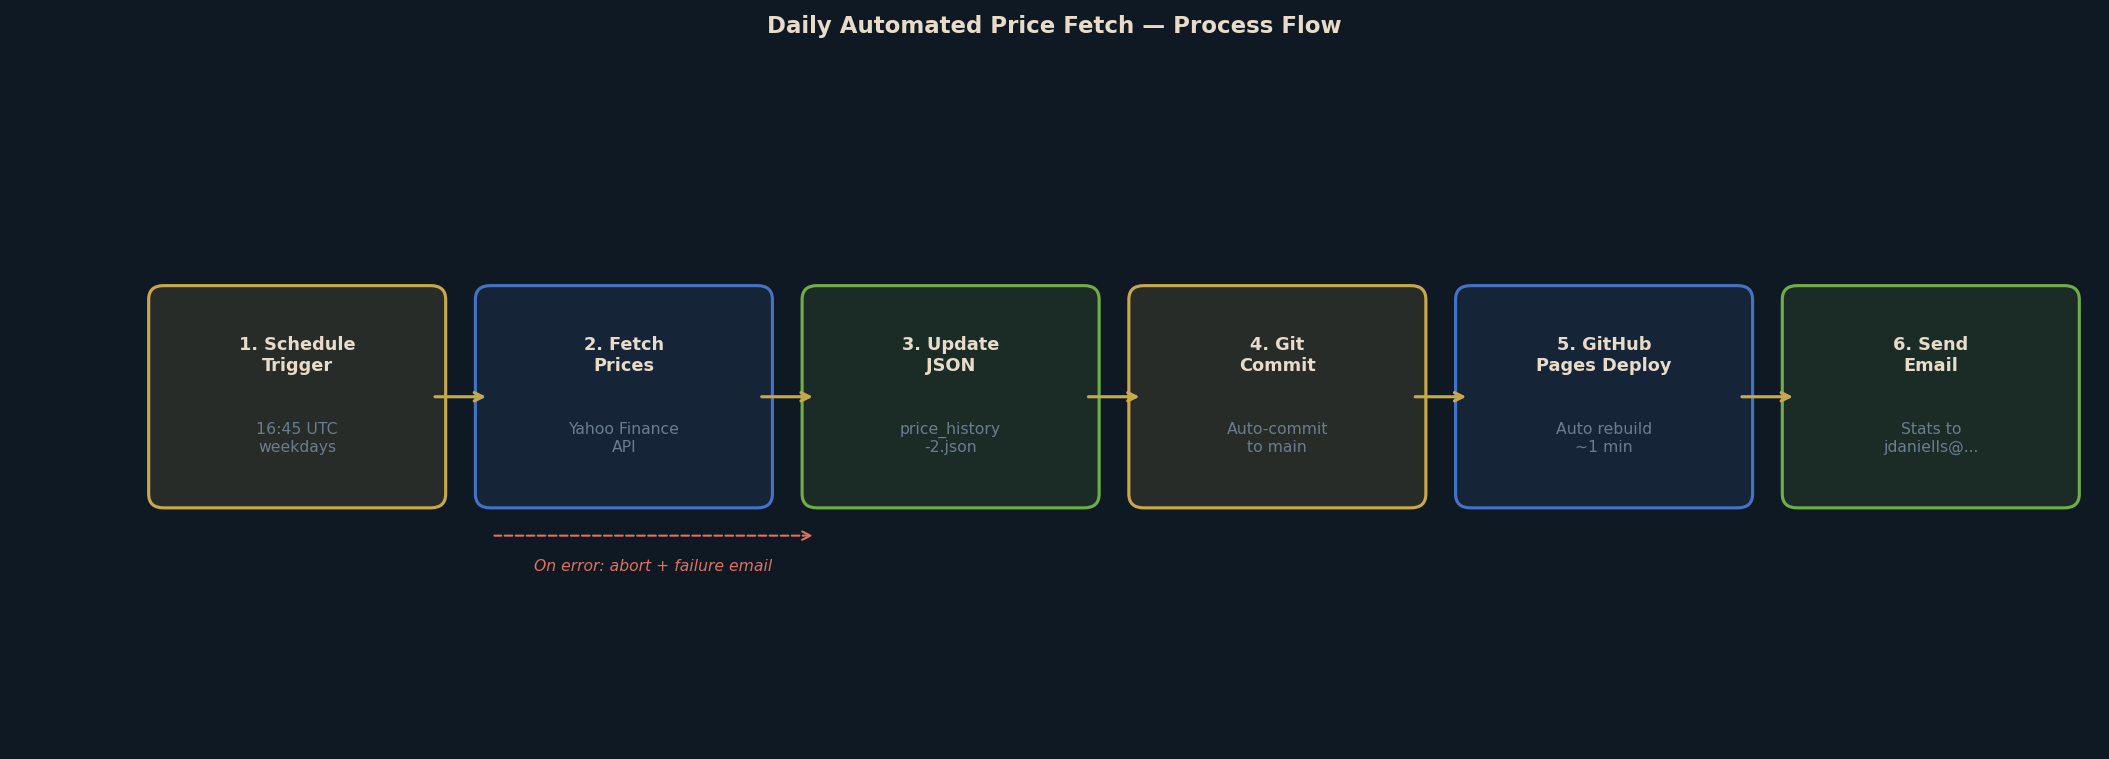 Daily Automated Price Fetch — Process Flow
1. Schedule
Trigger
16:45 UTC
weekdays
2. Fetch
Prices
Yahoo Finance
API
3. Update
JSON
price_history
-2.json
4. Git
Commit
Auto-commit
to main
5. GitHub
Pages Deploy
Auto rebuild
~1 min
6. Send
Email
Stats to
jdaniells@...
On error: abort + failure email